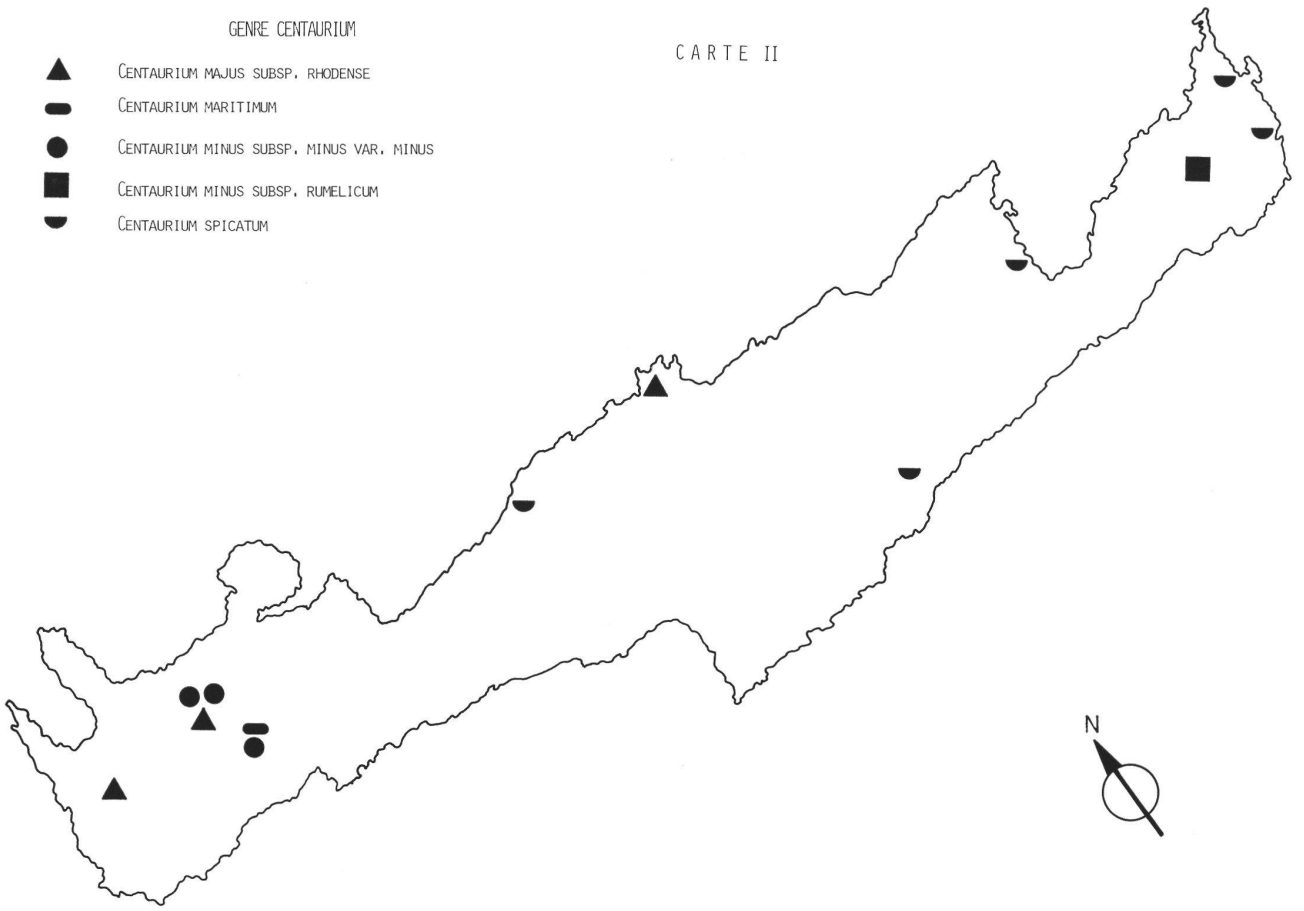 GENRE CENTAURIUM
CARTE II
CENTAURIUM MAJUS SUBSP. RHODENSE
CENTAURIUM MARITIMUM
CENTAURIUM MINUS SUBSP. MINUS VAR. MINUS
CENTAURIUM MINUS SUBSP. RUMELICUM
CENTAURIUM SPICATUM
N